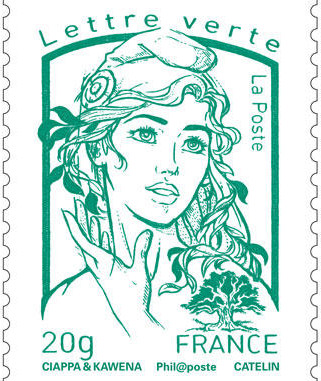 Lettre verte
La Poste
20g FRANCE
CIAPPA & KAWENA Phil@poste CATELIN